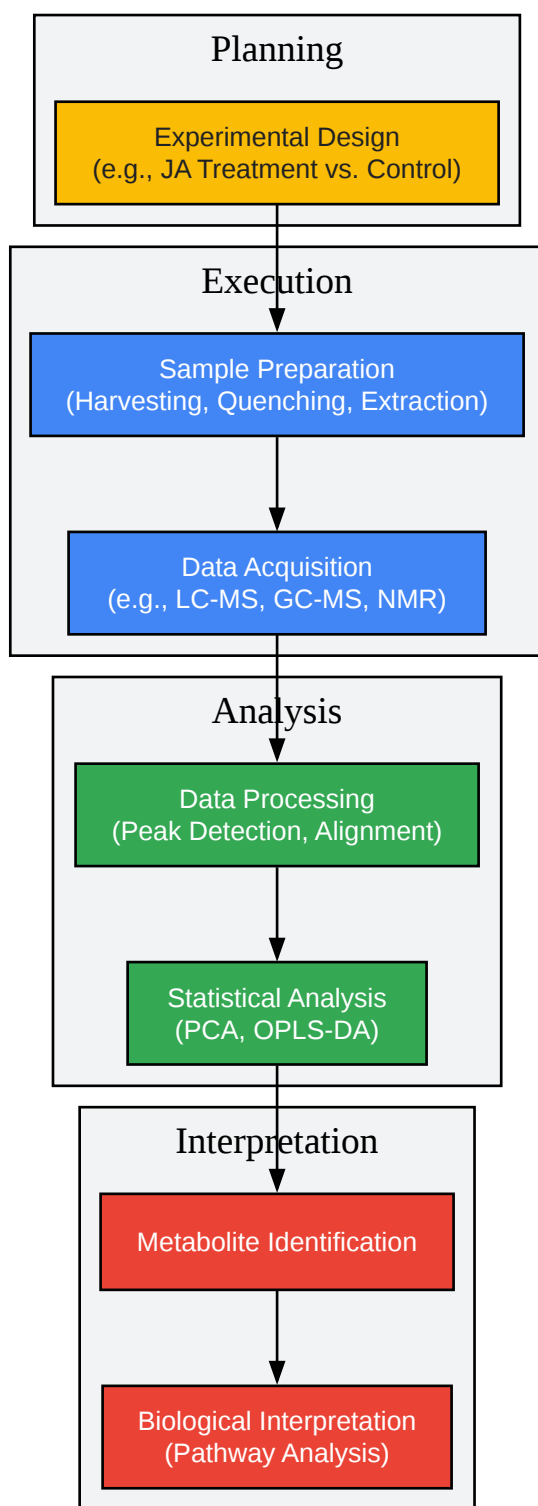 Planning
Experimental Design
(e.g., JA Treatment vs. Control)
Execution
Sample Preparation
(Harvesting, Quenching, Extraction)
Data Acquisition
(e.g., LC-MS, GC-MS, NMR)
Analysis
Data Processing
(Peak Detection, Alignment)
Statistical Analysis
(PCA, OPLS-DA)
Interpretation
Metabolite Identification
Biological Interpretation
(Pathway Analysis)